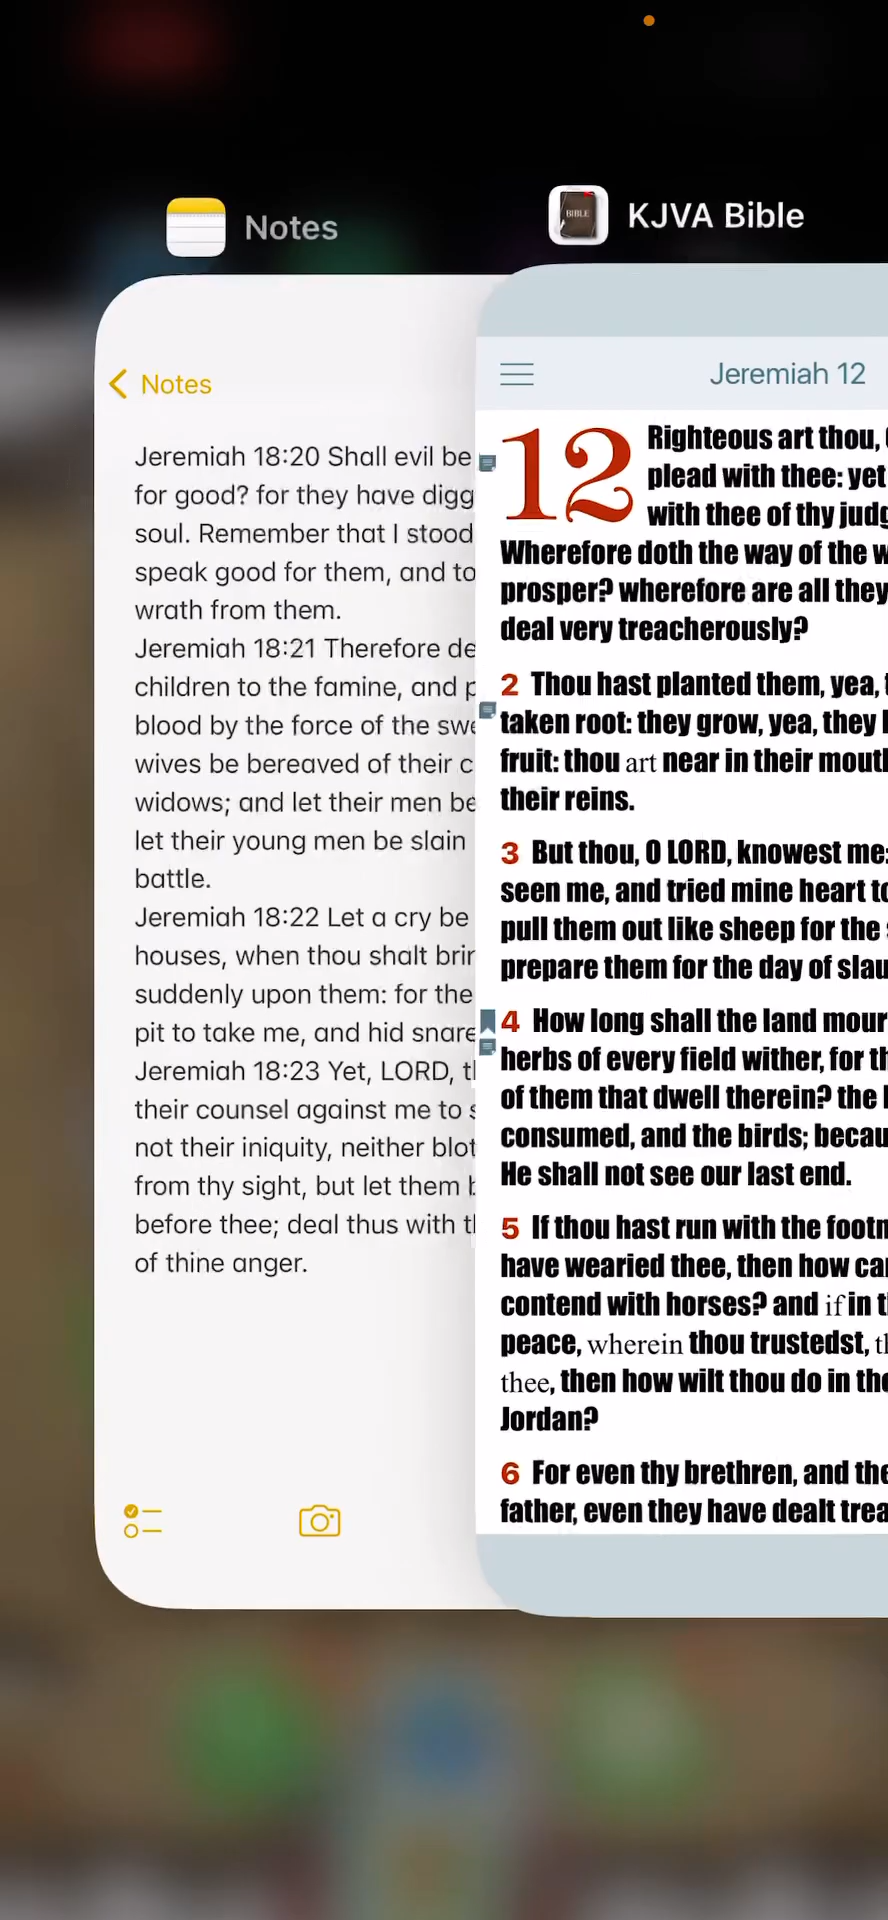 Notes
KJVA Bible
Notes
Jeremiah 18:20 Shall evil be
for good? for they have digg
soul. Remember that I stood
speak good for them, and to
wrath from them.
Jeremiah 18:21 Therefore de
children to the famine, and p
blood by the force of the swe
wives be bereaved of their c
widows; and let their men be
let their young men be slain
battle.
Jeremiah 18:22 Let a cry be
houses, when thou shalt brin
suddenly upon them: for the
pit to take me, and hid snare
Jeremiah 18:23 Yet, LORD, t
their counsel against me to s
not their iniquity, neither blot
from thy sight, but let them b
before thee; deal thus with t
of thine anger.
Jeremiah 12
12 Righteous art thou,
plead with thee: yet
with thee of thy judg
Wherefore doth the way of the w
prosper? wherefore are all they
deal very treacherously?
2 Thou hast planted them, yea, t
taken root: they grow, yea, they
fruit: thou art near in their mouth
their reins.
3 But thou, O LORD, knowest me:
seen me, and tried mine heart to
pull them out like sheep for the s
prepare them for the day of slau
4 How long shall the land mour
herbs of every field wither, for th
of them that dwell therein? the
consumed, and the birds; becau
He shall not see our last end.
5 If thou hast run with the footm
have wearied thee, then how can
contend with horses? and if in t
peace, wherein thou trustedst, th
thee, then how wilt thou do in the
Jordan?
6 For even thy brethren, and the
father, even they have dealt trea